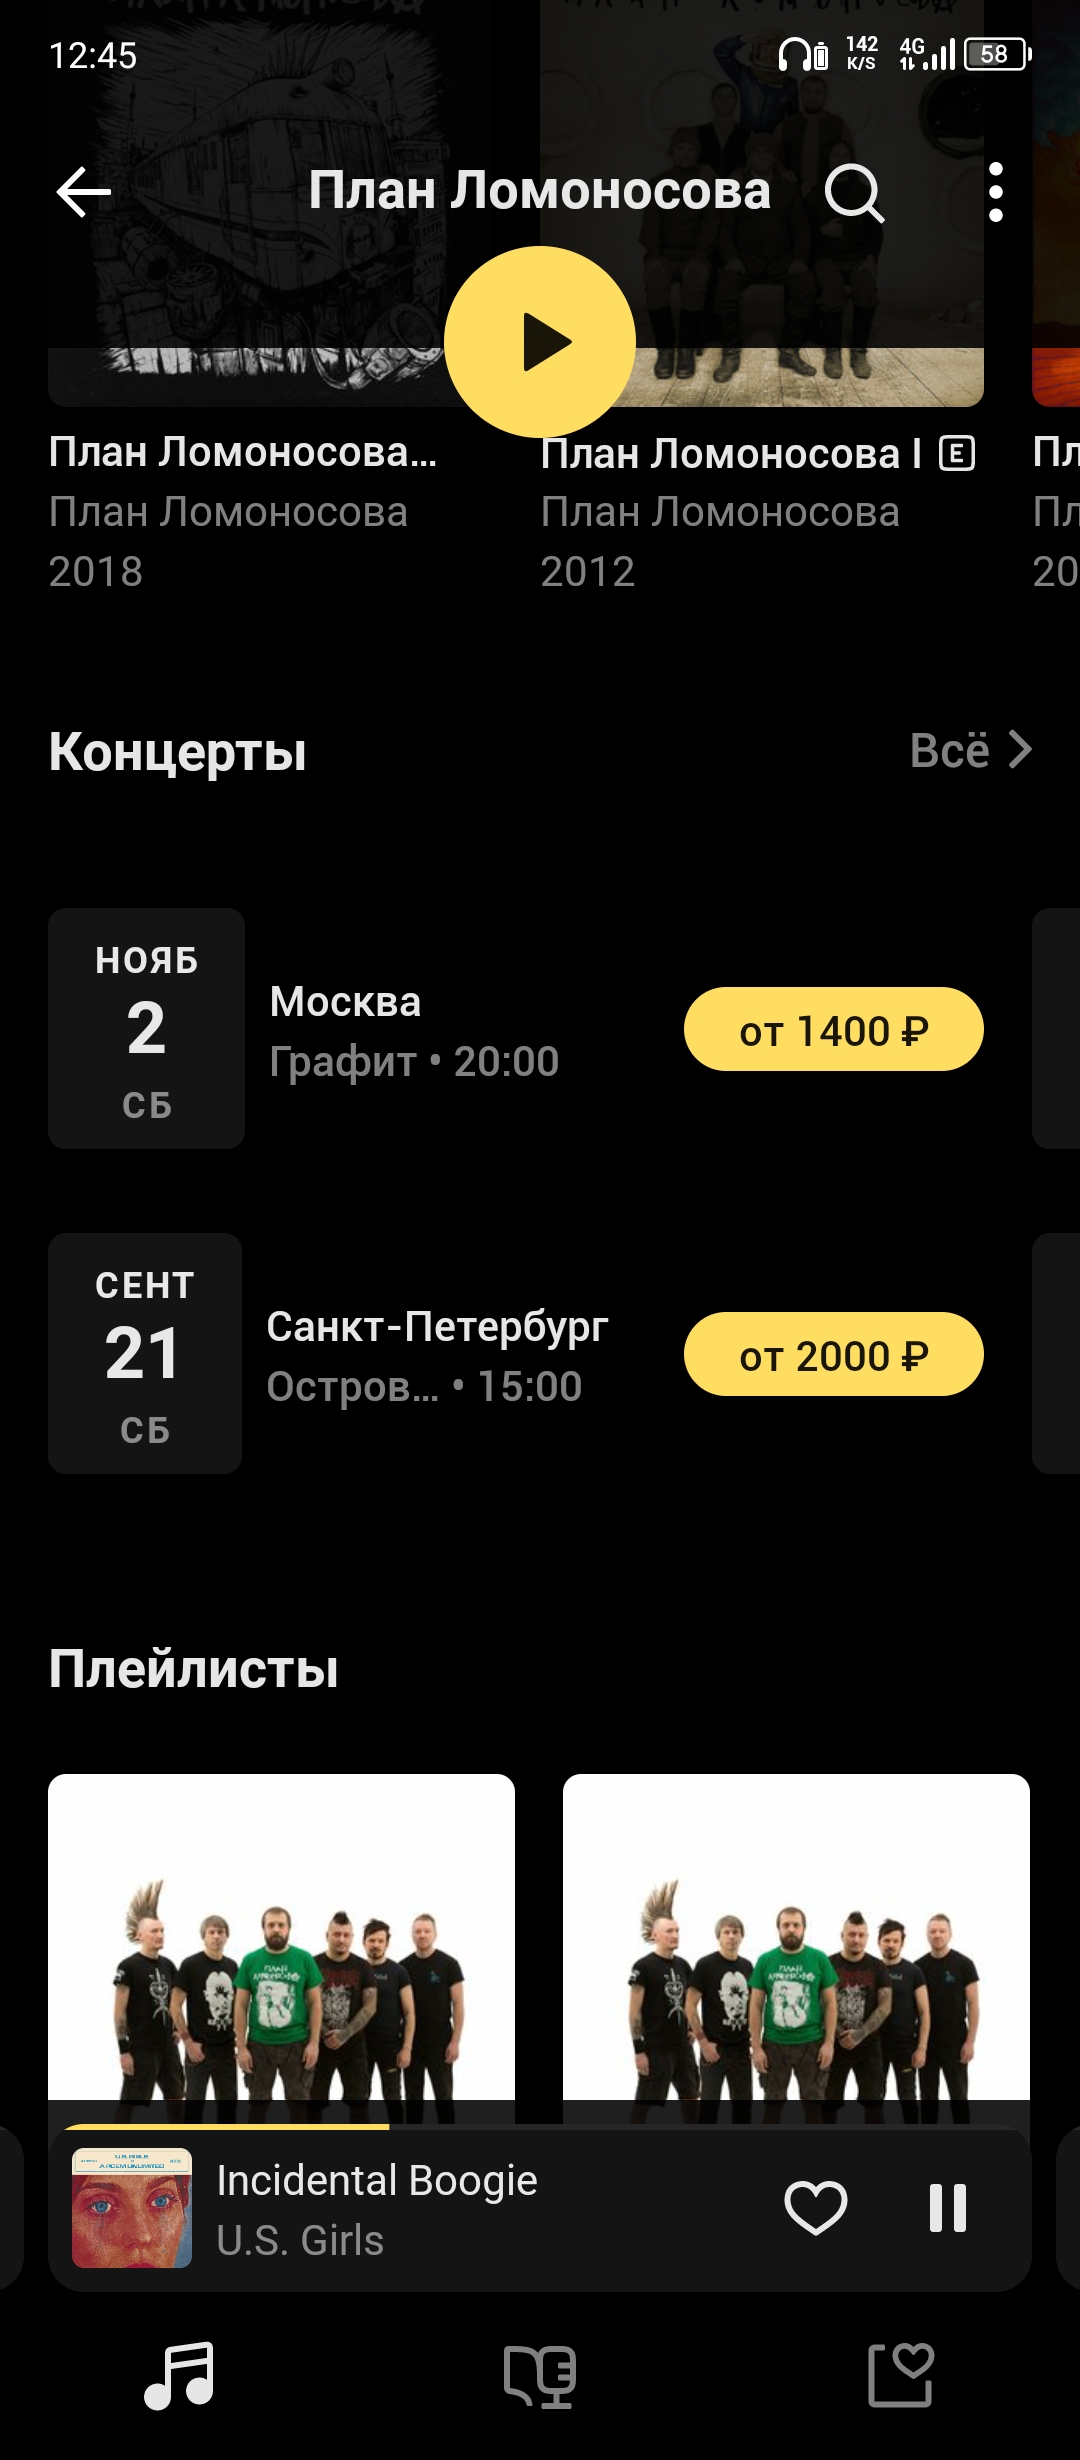 12:45
142
K/S
4G
58
План Ломоносова
План Ломоносова...
План Ломоносова I E
Пл
План Ломоносова
План Ломоносова
Пл
2018
2012
20
Концерты
Всё
НОЯБ
2
СБ
Москва
Графит • 20:00
от 1400 ₽
СЕНТ
21
СБ
Санкт-Петербург
Остров... • 15:00
от 2000 ₽
Плейлисты
Incidental Boogie
U.S. Girls